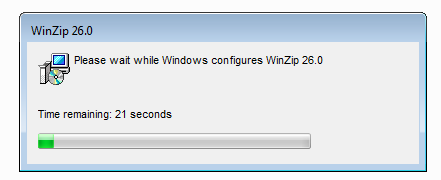 WinZip 26.0
Please wait while Windows configures WinZip 26.0
Time remaining: 21 seconds